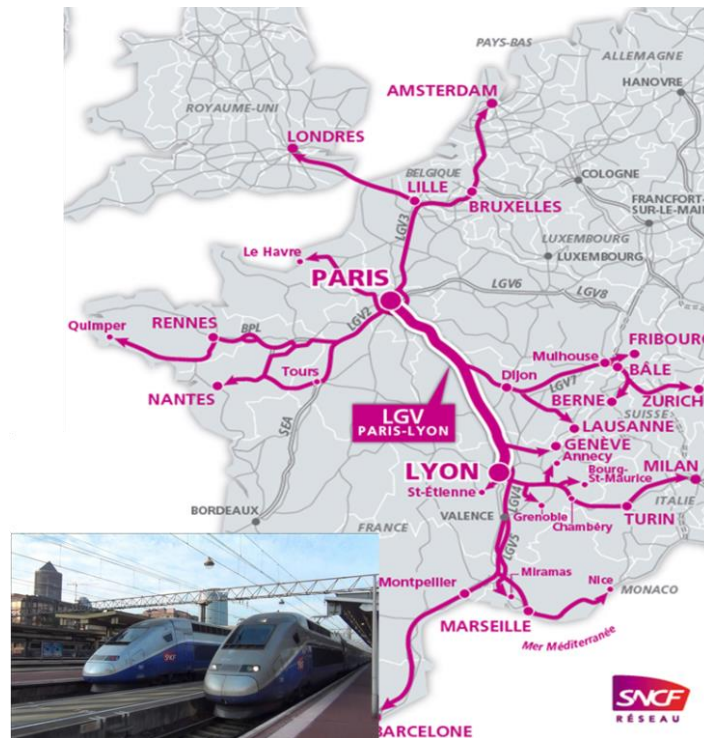 PAYS-BAS
ALLEMAGNE
HANOVRE
AMSTERDAM
ROYAUME-UNI
LONDRES
BELGIQUE
COLOGNE
LILLE
BRUXELLES
FRANCFORT-
SUR-LE-MAIN
LGV3
LUXEMBOURG
LUXEMBOURG
Le Havre
PARIS
LGV6
LGV8
Quimper
RENNES
BPL
LGV2
FRIBOURG
Mulhouse
BÂLE
Tours
Dijon
LGV7
NANTES
BERNE
ZURICH
LGV
PARIS-LYON
SUISSE
LAUSANNE
SEA
GENÈVE
Annecy
LYON
Bourg-
St-Maurice
MILAN
St-Étienne
LGV4
ITALIE
Grenoble
Chambéry
TURIN
BORDEAUX
VALENCE
FRANCE
LGV5
Montpellier
Miramas
Nice
MONACO
MARSEILLE
Mer Méditerranée
SNCF
SNCF
RÉSEAU
BARCELONE